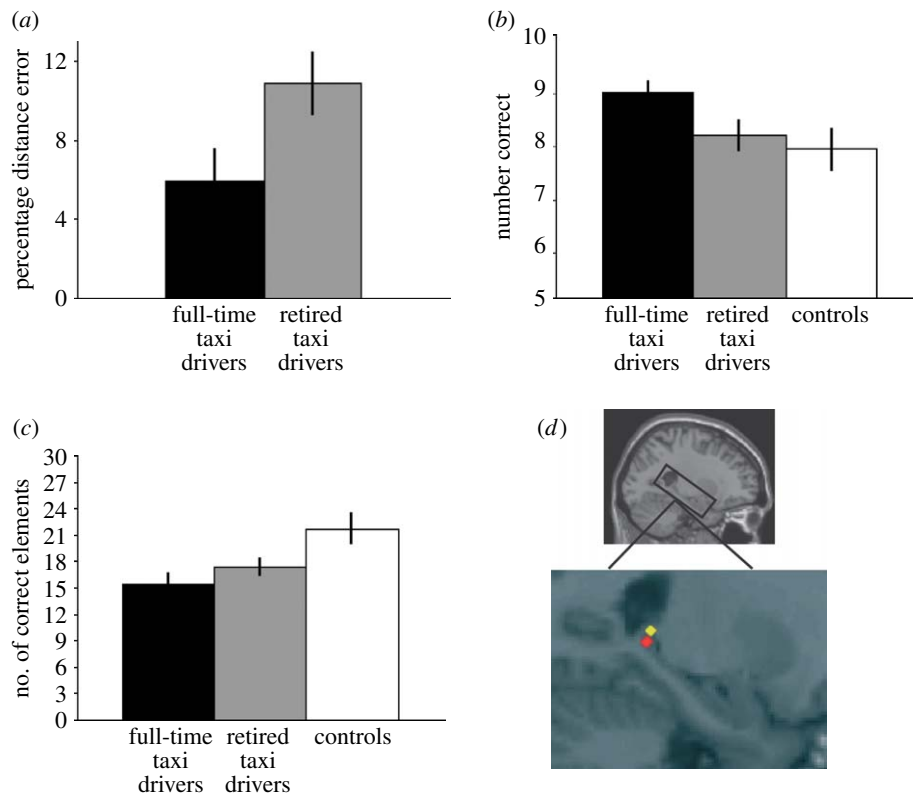 (a)
percentage distance error
12
8
4
0
full-time
taxi
drivers
retired
taxi
drivers
(b)
number correct
10
9
8
7
6
5
full-time
taxi
drivers
retired
taxi
drivers
controls
(c)
no. of correct elements
30
27
24
21
18
15
12
9
6
3
0
full-time
taxi
drivers
retired
taxi
drivers
controls
(d)